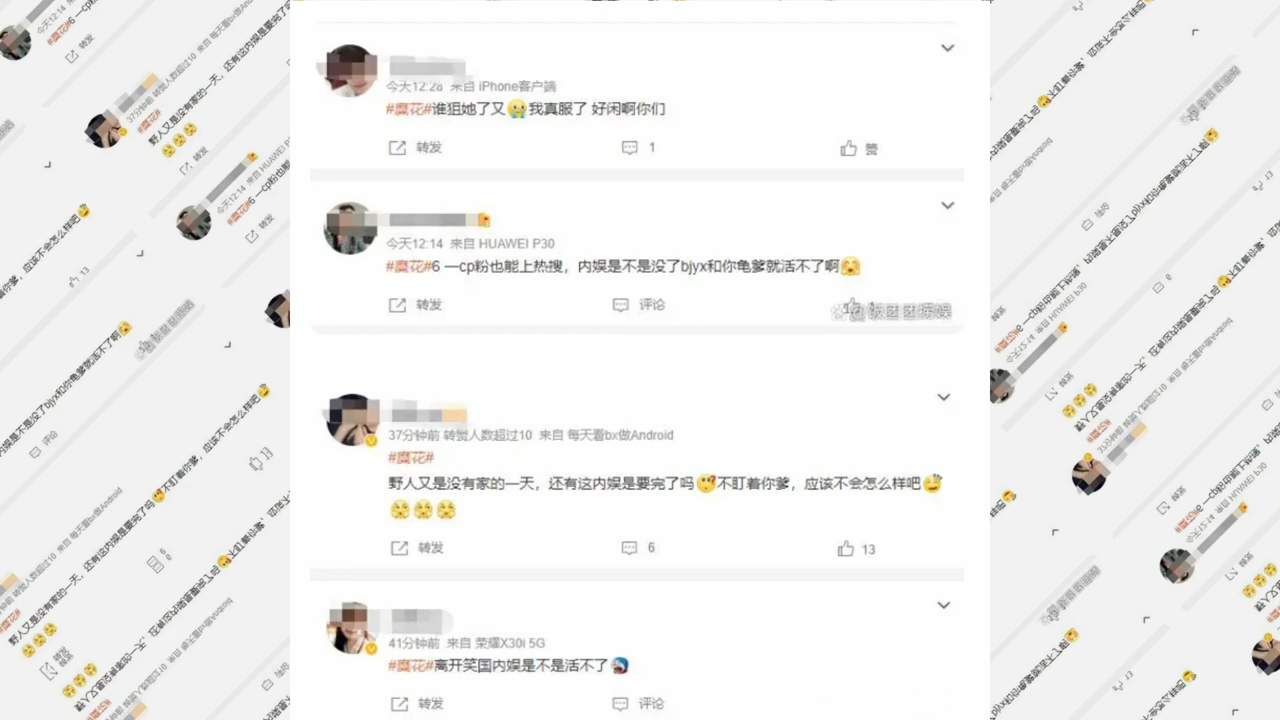 今天12:28 来自 iPhone客户端
#魔花#谁狙她了又我真服了 好闲啊你们
转发
1
赞
今天12:14 来自 HUAWEI P30
#魔花#6 一cp粉也能上热搜，内娱是不是没了bjyx和你龟爹就活不了啊
转发
评论
37分钟前 转赞人数超过10 来自 每天看bx做Android
#魔花#
野人又是没有家的一天，还有这内娱是要完了吗不盯着你爹，应该不会怎么样吧
转发
6
13
41分钟前 来自 荣耀X30i 5G
#魔花#离开笑国内娱是不是活不了
转发
评论